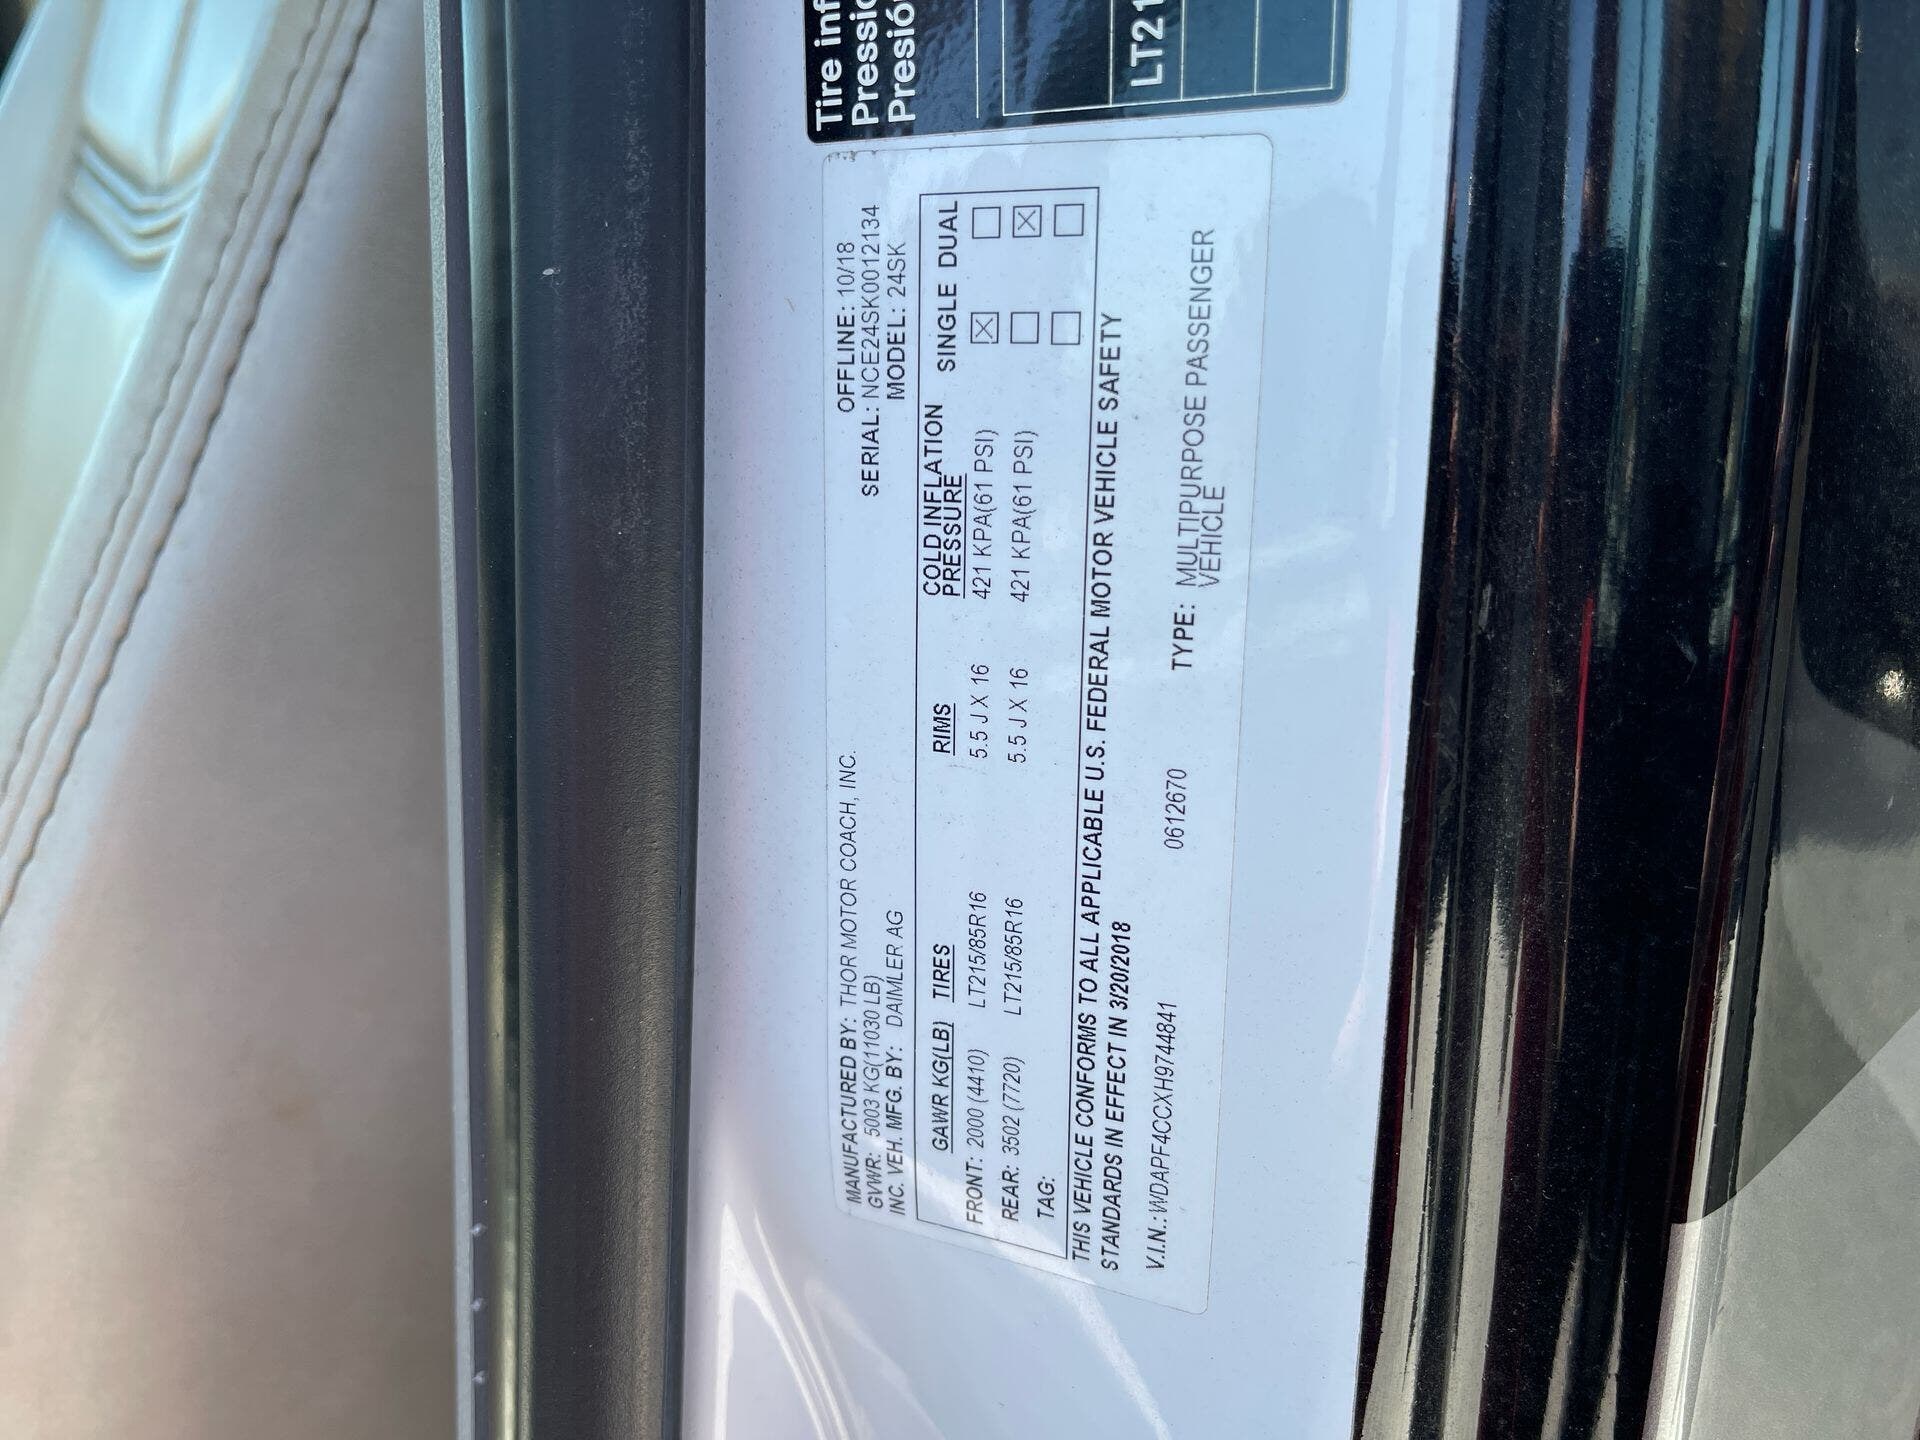 Tire inf
Pressio
Presió
LT21
MANUFACTURED BY: THOR MOTOR COACH, INC. OFFLINE: 10/18
GVWR: 5003 KG(11030 LB) SERIAL: NCE24SK0012134
INC. VEH. MFG. BY: DAIMLER AG MODEL: 24SK
GAWR KG(LB) TIRES RIMS COLD INFLATION PRESSURE SINGLE DUAL
FRONT: 2000 (4410) LT215/85R16 5.5 J X 16 421 KPA(61 PSI) ☒ ☐
REAR: 3502 (7720) LT215/85R16 5.5 J X 16 421 KPA(61 PSI) ☐ ☒
TAG: ☐ ☐
THIS VEHICLE CONFORMS TO ALL APPLICABLE U.S. FEDERAL MOTOR VEHICLE SAFETY
STANDARDS IN EFFECT IN 3/20/2018
V.I.N.: WDAPF4CCXH9744841 0612670 TYPE: MULTIPURPOSE PASSENGER
VEHICLE